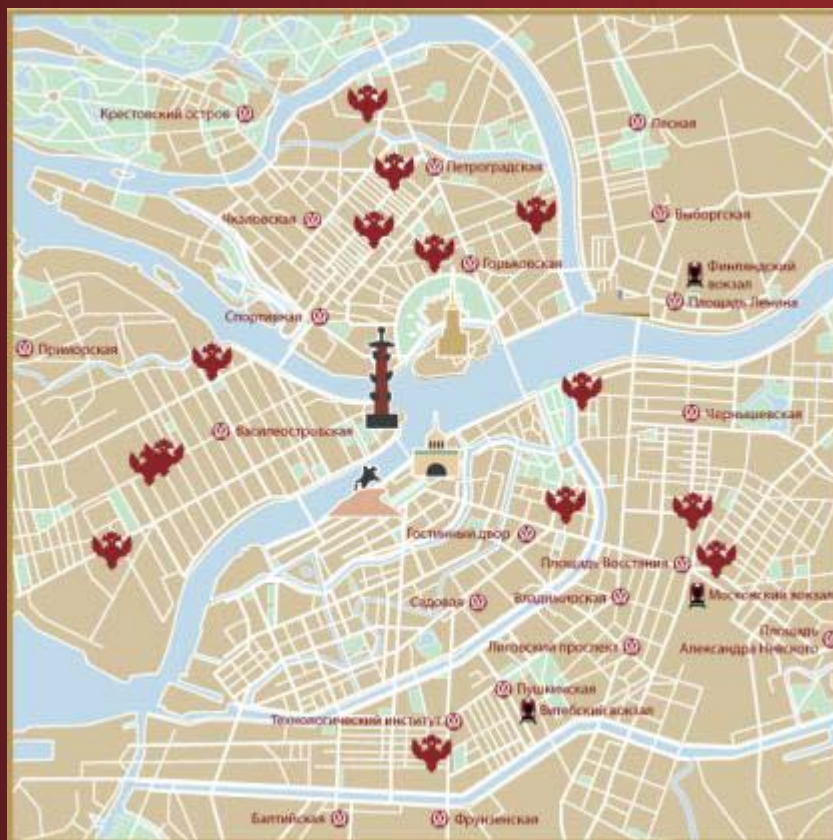 Крестовский остров
Лесная
Петроградская
Чкаловская
Выборгская
Горьковская
Финляндский
вокзал
Площадь Ленина
Спортивная
Приморская
Василеостровская
Чернышевская
Гостинный двор
Площадь Восстания
Садовая
Владимирская
Московский вокзал
Площадь
Александра Невского
Лиговский проспект
Пушкинская
Витебский вокзал
Технологический институт
Балтийская
Фрунзенская